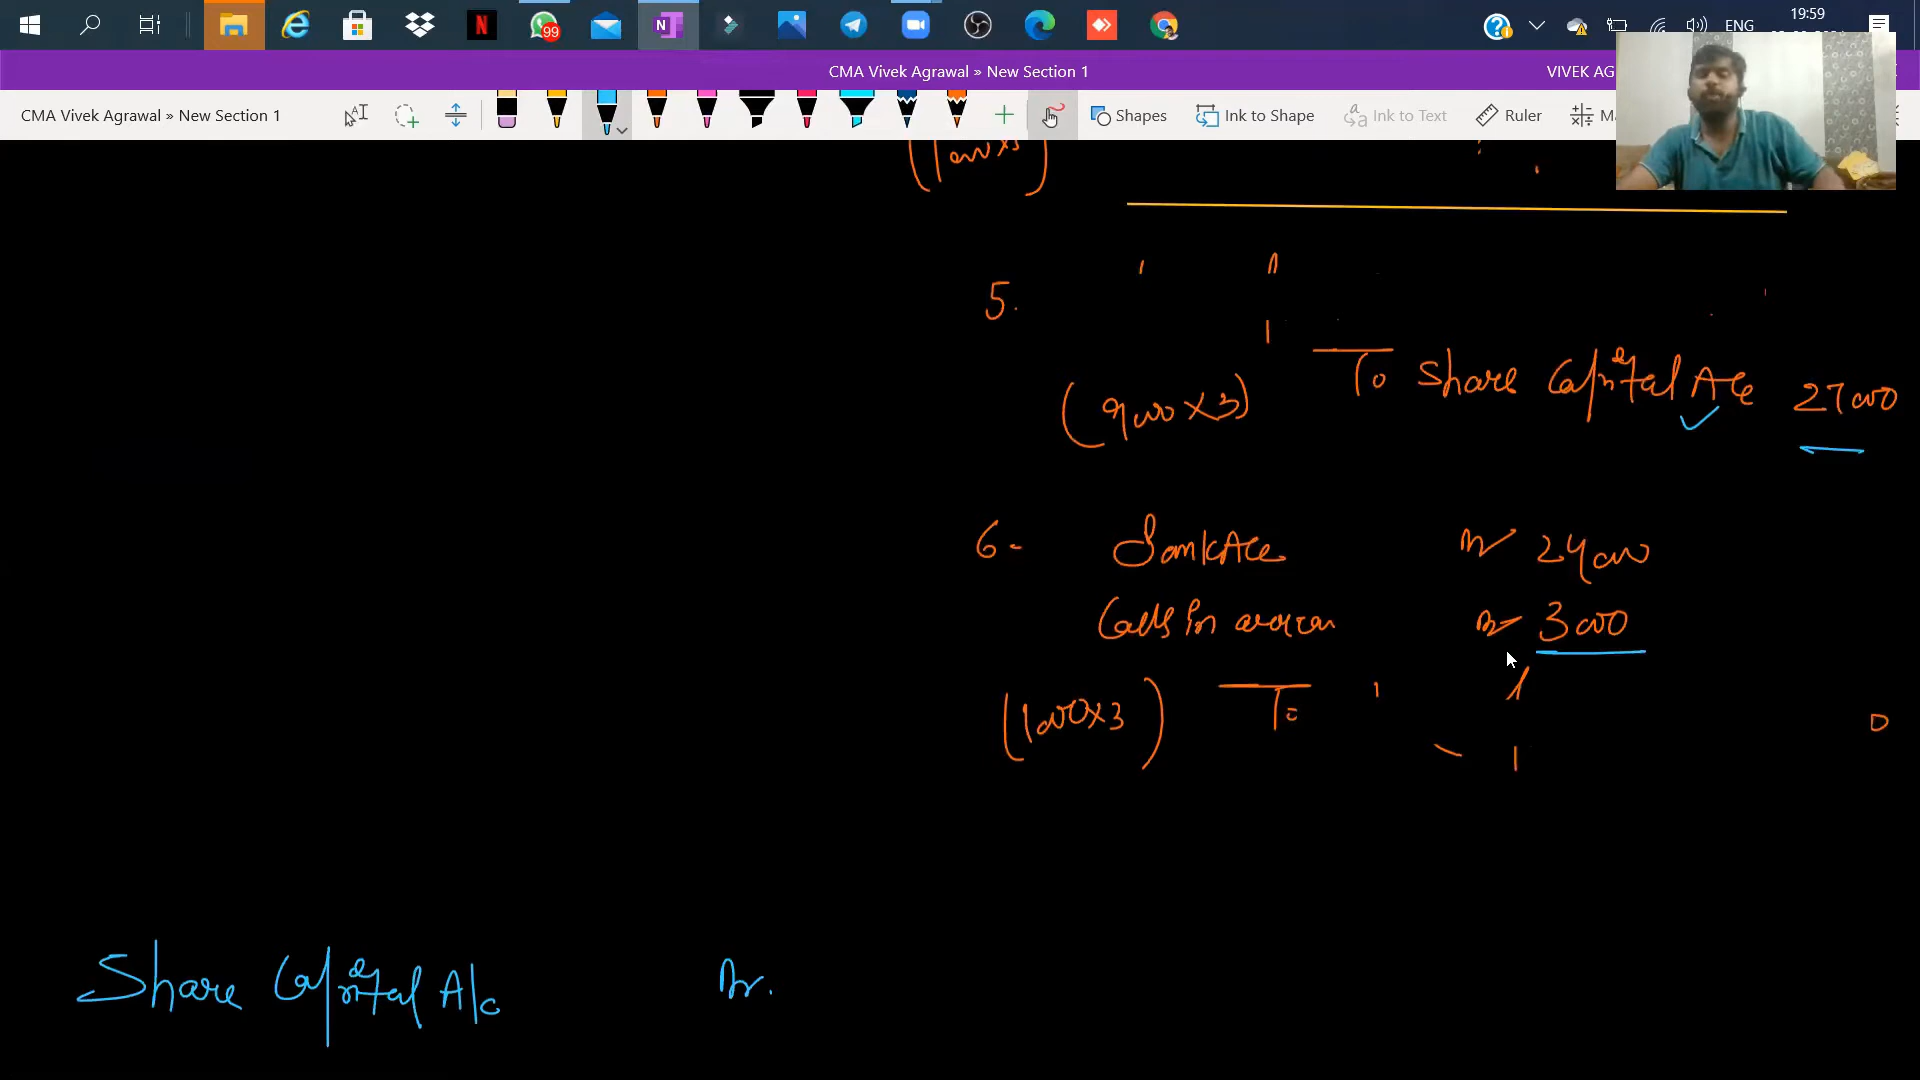 99
ENG
19:59
CMA Vivek Agrawal » New Section 1
VIVEK AG
CMA Vivek Agrawal » New Section 1
Shapes
Ink to Shape
Ink to Text
Ruler
5.
To Share Capital A/c 27000
(9000 × 3)
6. Bank A/c Dr 24000
Calls in arrear Dr 3000
(1000 × 3) To
Share Capital A/c Dr.